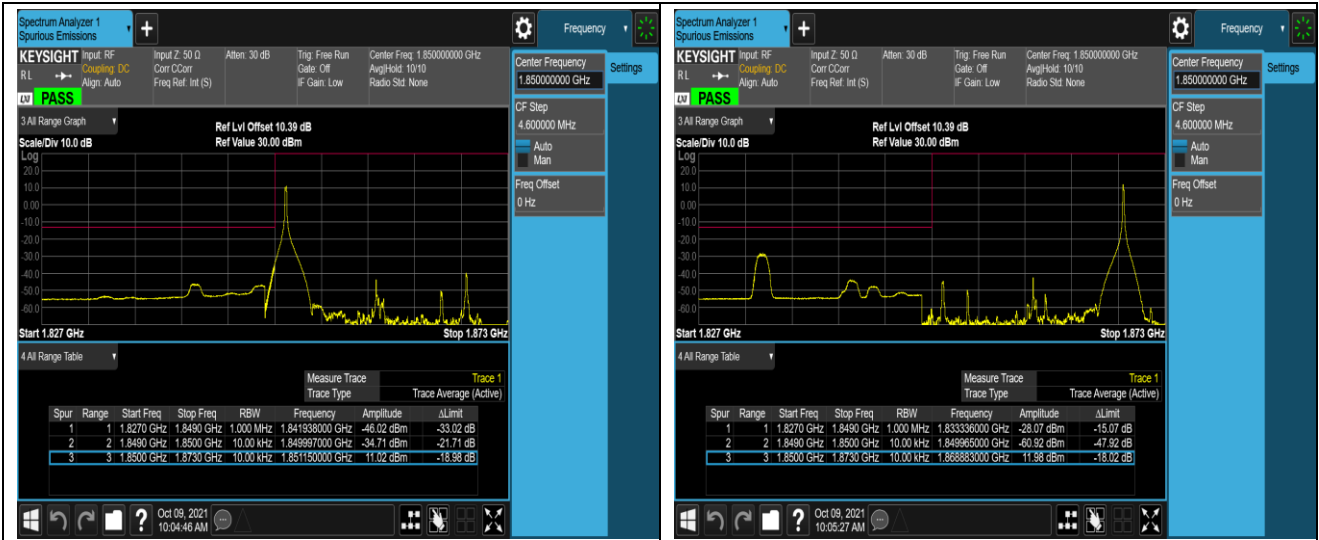 Spectrum Analyzer 1
Spurious Emissions
+
Frequency
KEYSIGHT Input: RF Input Z: 50 Ω Atten: 30 dB Trig: Free Run Center Freq: 1.850000000 GHz
Coupling: DC Corr CCorr Gate: Off Avg|Hold: 10/10
RL Align: Auto Freq Ref: Int (S) IF Gain: Low Radio Std: None
PASS
Center Frequency
1.850000000 GHz
Settings
CF Step
4.600000 MHz
Auto
Man
Freq Offset
0 Hz
3 All Range Graph
Ref Lvl Offset 10.39 dB
Scale/Div 10.0 dB Ref Value 30.00 dBm
Log
20.0
10.0
0.00
-10.0
-20.0
-30.0
-40.0
-50.0
-60.0
Start 1.827 GHz Stop 1.873 GHz
4 All Range Table
Measure Trace Trace 1
Trace Type Trace Average (Active)
Spur Range Start Freq Stop Freq RBW Frequency Amplitude ΔLimit
1 1 1.8270 GHz 1.8490 GHz 1.000 MHz 1.841938000 GHz -46.02 dBm -33.02 dB
2 2 1.8490 GHz 1.8500 GHz 10.00 kHz 1.849997000 GHz -34.71 dBm -21.71 dB
3 3 1.8500 GHz 1.8730 GHz 10.00 kHz 1.851150000 GHz 11.02 dBm -18.98 dB
?
Oct 09, 2021
10:04:46 AM
Spectrum Analyzer 1
Spurious Emissions
+
Frequency
KEYSIGHT Input: RF Input Z: 50 Ω Atten: 30 dB Trig: Free Run Center Freq: 1.850000000 GHz
Coupling: DC Corr CCorr Gate: Off Avg|Hold: 10/10
RL Align: Auto Freq Ref: Int (S) IF Gain: Low Radio Std: None
PASS
Center Frequency
1.850000000 GHz
Settings
CF Step
4.600000 MHz
Auto
Man
Freq Offset
0 Hz
3 All Range Graph
Ref Lvl Offset 10.39 dB
Scale/Div 10.0 dB Ref Value 30.00 dBm
Log
20.0
10.0
0.00
-10.0
-20.0
-30.0
-40.0
-50.0
-60.0
Start 1.827 GHz Stop 1.873 GHz
4 All Range Table
Measure Trace Trace 1
Trace Type Trace Average (Active)
Spur Range Start Freq Stop Freq RBW Frequency Amplitude ΔLimit
1 1 1.8270 GHz 1.8490 GHz 1.000 MHz 1.833336000 GHz -28.07 dBm -15.07 dB
2 2 1.8490 GHz 1.8500 GHz 10.00 kHz 1.849965000 GHz -60.92 dBm -47.92 dB
3 3 1.8500 GHz 1.8730 GHz 10.00 kHz 1.868883000 GHz 11.98 dBm -18.02 dB
?
Oct 09, 2021
10:05:27 AM